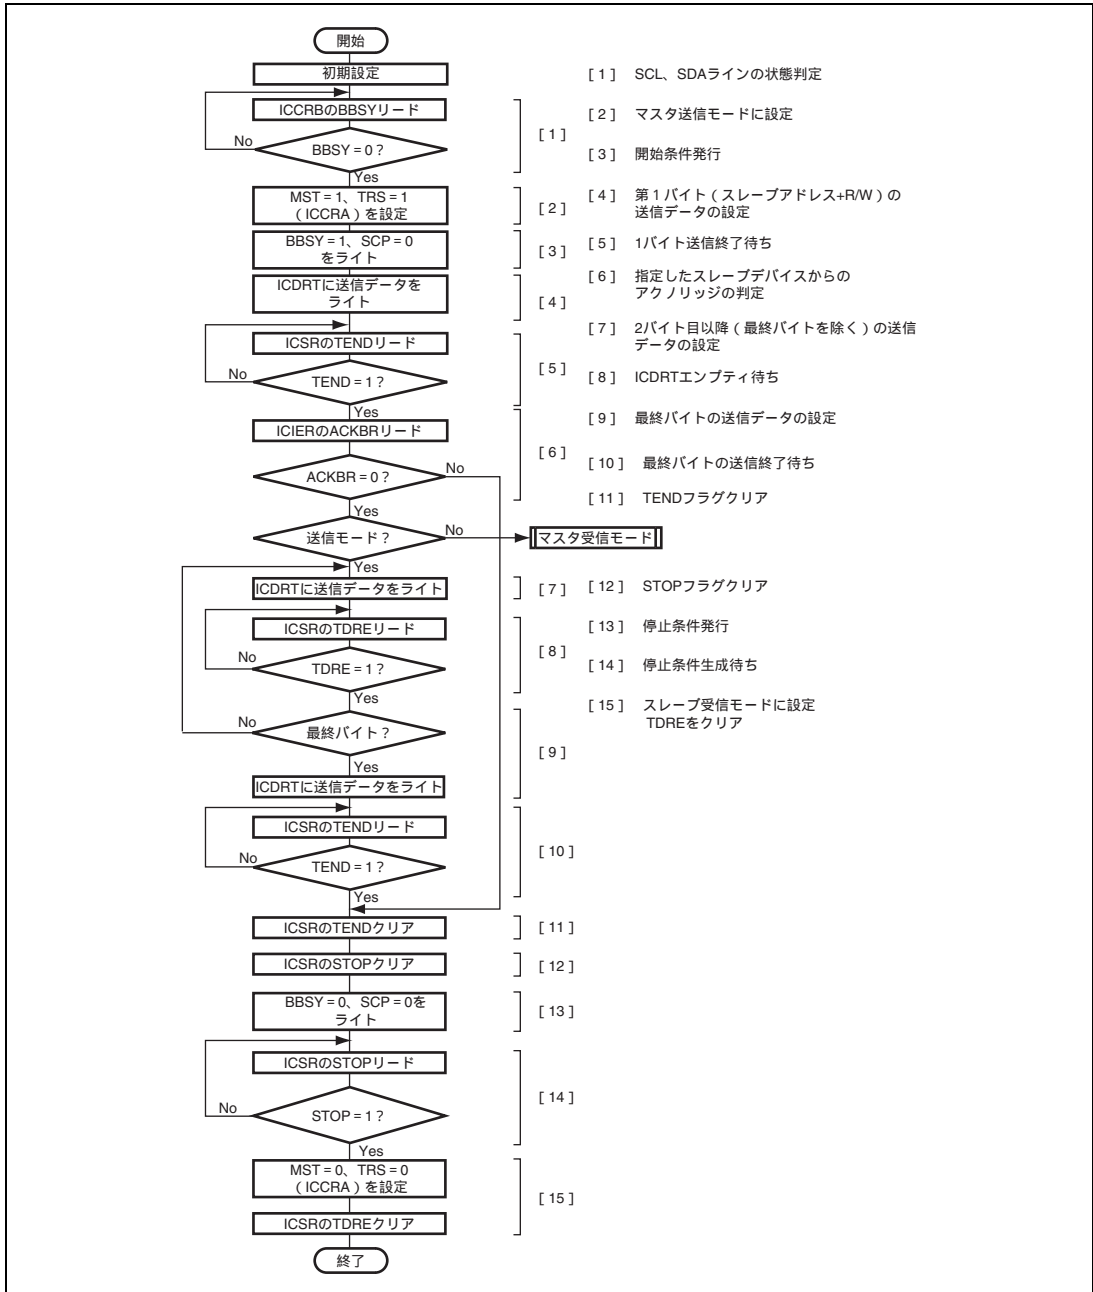 開始
初期設定
ICCRBのBBSYリード
BBSY = 0？
No
Yes
[ 1 ]
MST = 1、TRS = 1
（ICCRA）を設定
[ 2 ]
BBSY = 1、SCP = 0
をライト
[ 3 ]
ICDRTに送信データを
ライト
[ 4 ]
ICSRのTENDリード
TEND = 1？
No
Yes
[ 5 ]
ICIERのACKBRリード
ACKBR = 0？
No
Yes
[ 6 ]
送信モード？
No
マスタ受信モード
Yes
ICDRTに送信データをライト
[ 7 ]
ICSRのTDREリード
TDRE = 1？
No
Yes
[ 8 ]
最終バイト？
No
Yes
[ 9 ]
ICDRTに送信データをライト
ICSRのTENDリード
TEND = 1？
No
Yes
[ 10 ]
ICSRのTENDクリア
[ 11 ]
ICSRのSTOPクリア
[ 12 ]
BBSY = 0、SCP = 0を
ライト
[ 13 ]
ICSRのSTOPリード
STOP = 1？
No
Yes
[ 14 ]
MST = 0、TRS = 0
（ICCRA）を設定
[ 15 ]
ICSRのTDREクリア
終了
[ 1 ] SCL、SDAラインの状態判定
[ 2 ] マスタ送信モードに設定
[ 3 ] 開始条件発行
[ 4 ] 第１バイト（スレーブアドレス+R/W）の
送信データの設定
[ 5 ] 1バイト送信終了待ち
[ 6 ] 指定したスレーブデバイスからの
アクノリッジの判定
[ 7 ] 2バイト目以降（最終バイトを除く）の送信
データの設定
[ 8 ] ICDRTエンプティ待ち
[ 9 ] 最終バイトの送信データの設定
[ 10 ] 最終バイトの送信終了待ち
[ 11 ] TENDフラグクリア
[ 12 ] STOPフラグクリア
[ 13 ] 停止条件発行
[ 14 ] 停止条件生成待ち
[ 15 ] スレーブ受信モードに設定
TDREをクリア